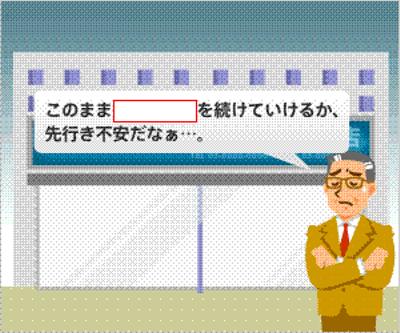 このまま
を続けていけるか、
先行き不安だなぁ…。
店